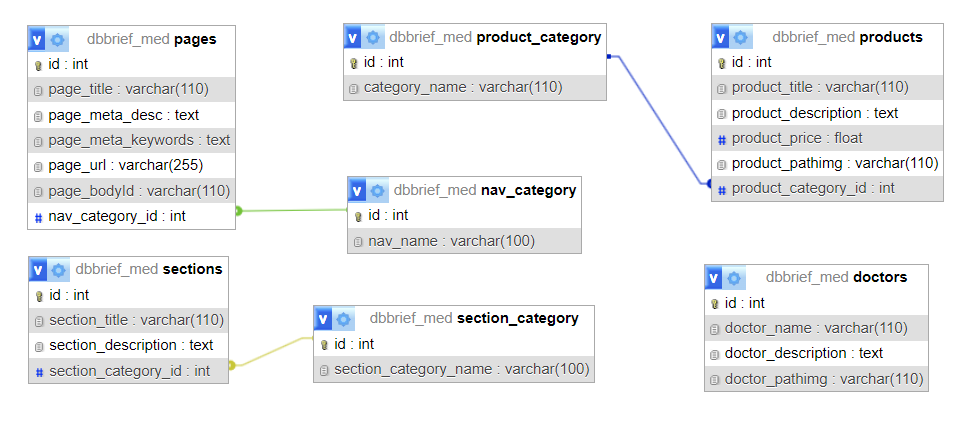 v dbbrief_med pages
id : int
page_title : varchar(110)
page_meta_desc : text
page_meta_keywords : text
page_url : varchar(255)
page_bodyId : varchar(110)
# nav_category_id : int
v dbbrief_med product_category
id : int
category_name : varchar(110)
v dbbrief_med products
id : int
product_title : varchar(110)
product_description : text
# product_price : float
product_pathimg : varchar(110)
# product_category_id : int
v dbbrief_med nav_category
id : int
nav_name : varchar(100)
v dbbrief_med sections
id : int
section_title : varchar(110)
section_description : text
# section_category_id : int
v dbbrief_med section_category
id : int
section_category_name : varchar(100)
v dbbrief_med doctors
id : int
doctor_name : varchar(110)
doctor_description : text
doctor_pathimg : varchar(110)